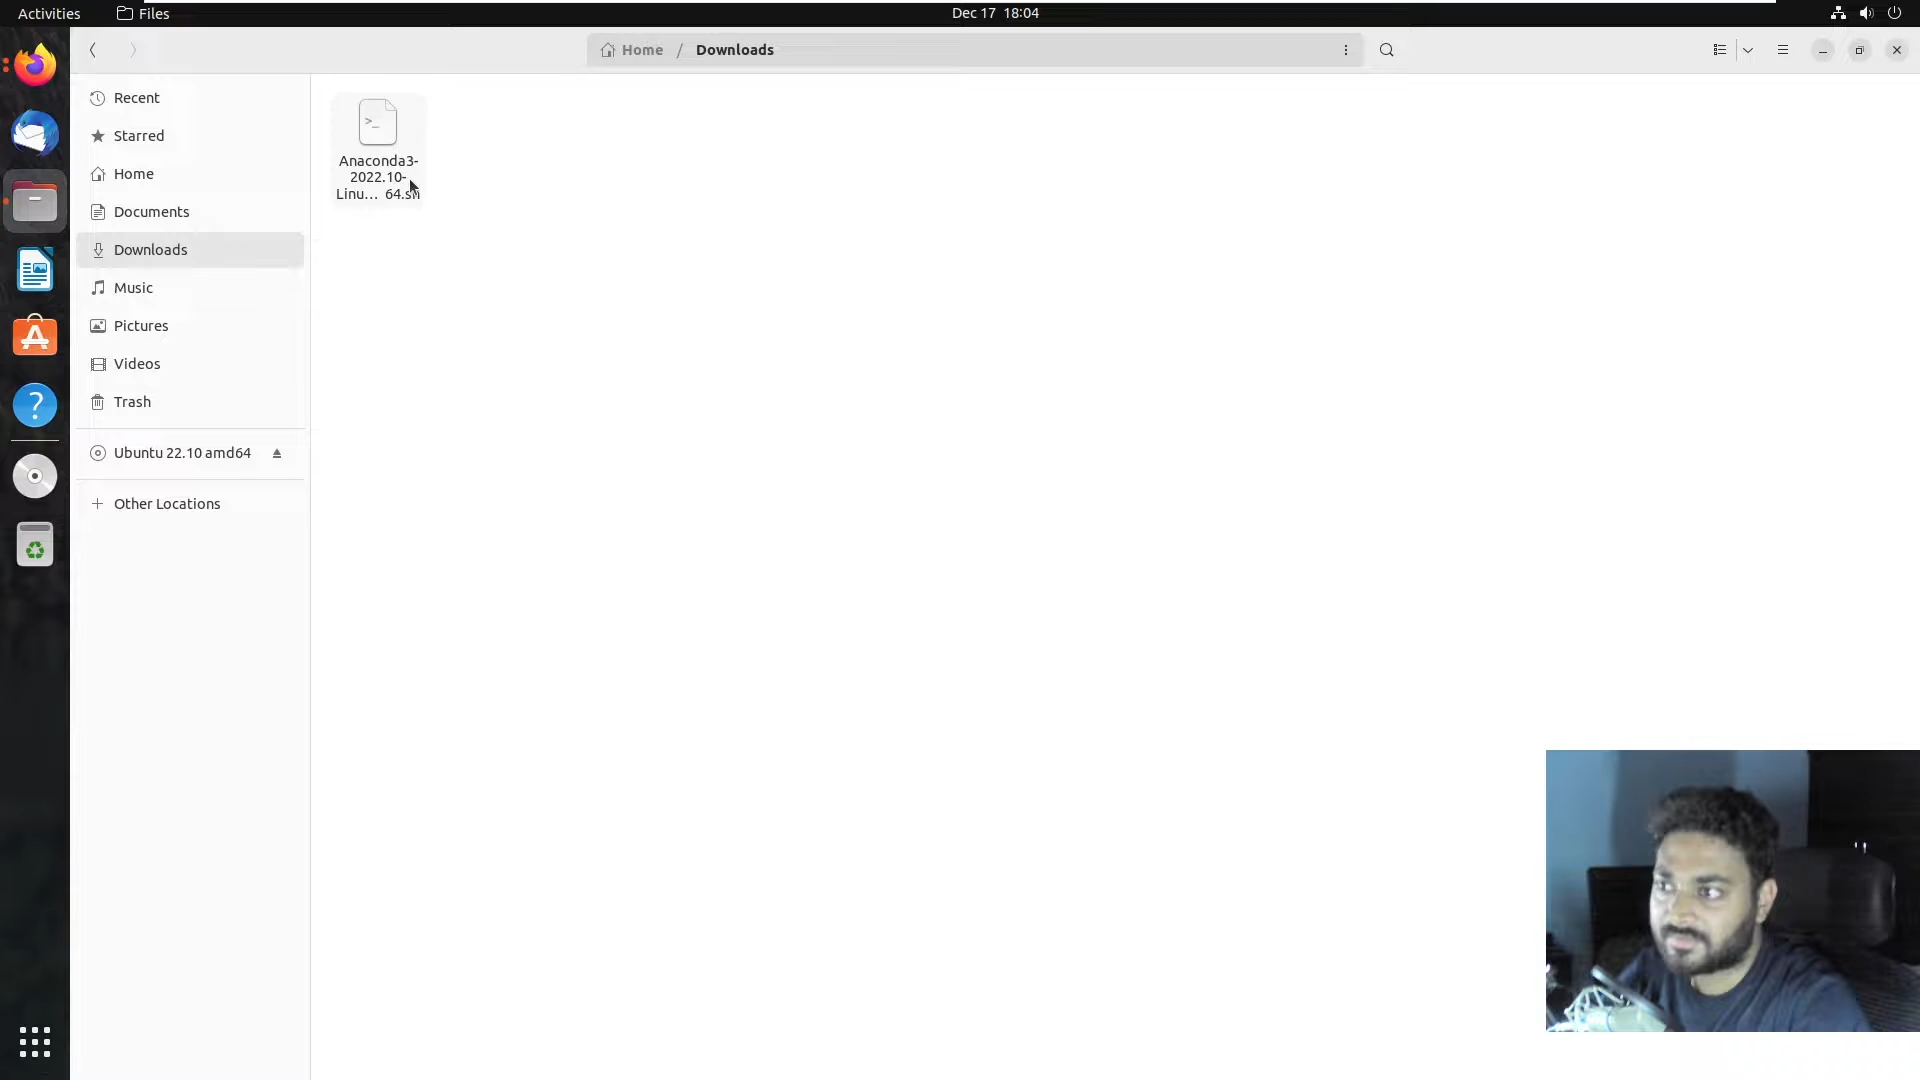 Activities
Files
Dec 17 18:04
Home / Downloads
Recent
Starred
Home
Documents
Downloads
Music
Pictures
Videos
Trash
Ubuntu 22.10 amd64
Other Locations
Anaconda3-
2022.10-
Linu... 64.sh